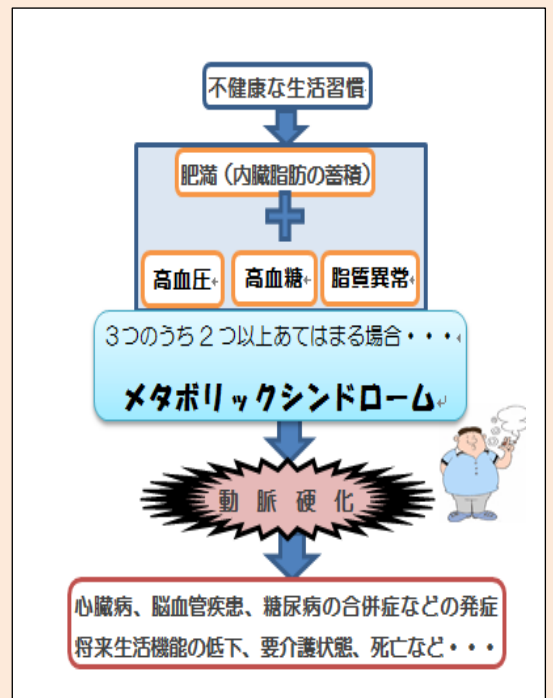 不健康な生活習慣
肥満（内臓脂肪の蓄積）
＋
高血圧 高血糖 脂質異常
３つのうち２つ以上あてはまる場合・・・
メタボリックシンドローム
動脈硬化
心臓病、脳血管疾患、糖尿病の合併症などの発症
将来生活機能の低下、要介護状態、死亡など・・・